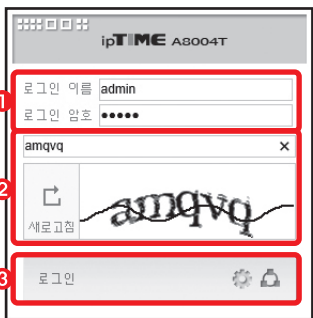 ipTIME A8004T
로그인 이름 admin
1
로그인 암호 •••••
amqvq ×
2
새로고침
amqvq
3
로그인